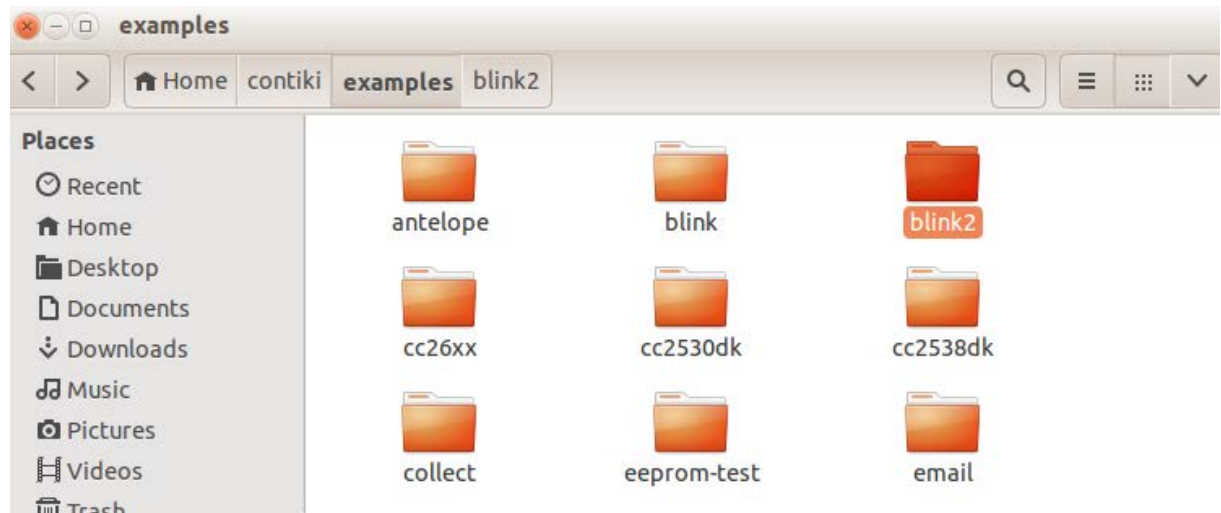 examples
Home contiki examples blink2
Places
Recent
Home
Desktop
Documents
Downloads
Music
Pictures
Videos
Trash
antelope blink blink2
cc26xx cc2530dk cc2538dk
collect eeprom-test email